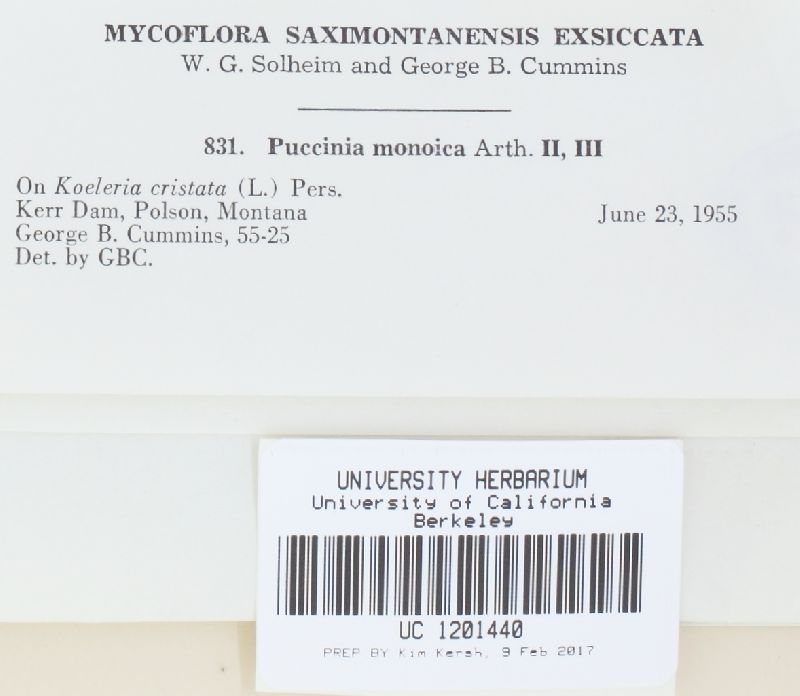 MYCOFLORA SAXIMONTANENSIS EXSICCATA
W. G. Solheim and George B. Cummins
831. Puccinia monoica Arth. II, III
On Koeleria cristata (L.) Pers.
Kerr Dam, Polson, Montana June 23, 1955
George B. Cummins, 55-25
Det. by GBC.
UNIVERSITY HERBARIUM
University of California
Berkeley
UC 1201440
PREP BY Kim Kersh, 9 Feb 2017